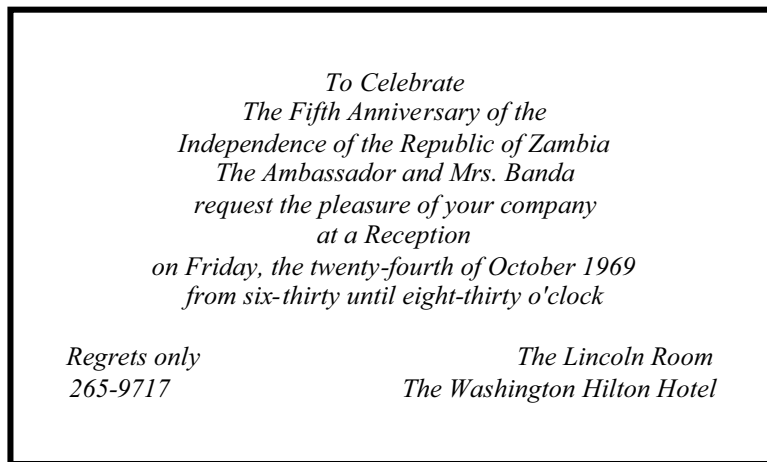 To Celebrate
The Fifth Anniversary of the
Independence of the Republic of Zambia
The Ambassador and Mrs. Banda
request the pleasure of your company
at a Reception
on Friday, the twenty-fourth of October 1969
from six-thirty until eight-thirty o'clock
Regrets only The Lincoln Room
265-9717 The Washington Hilton Hotel